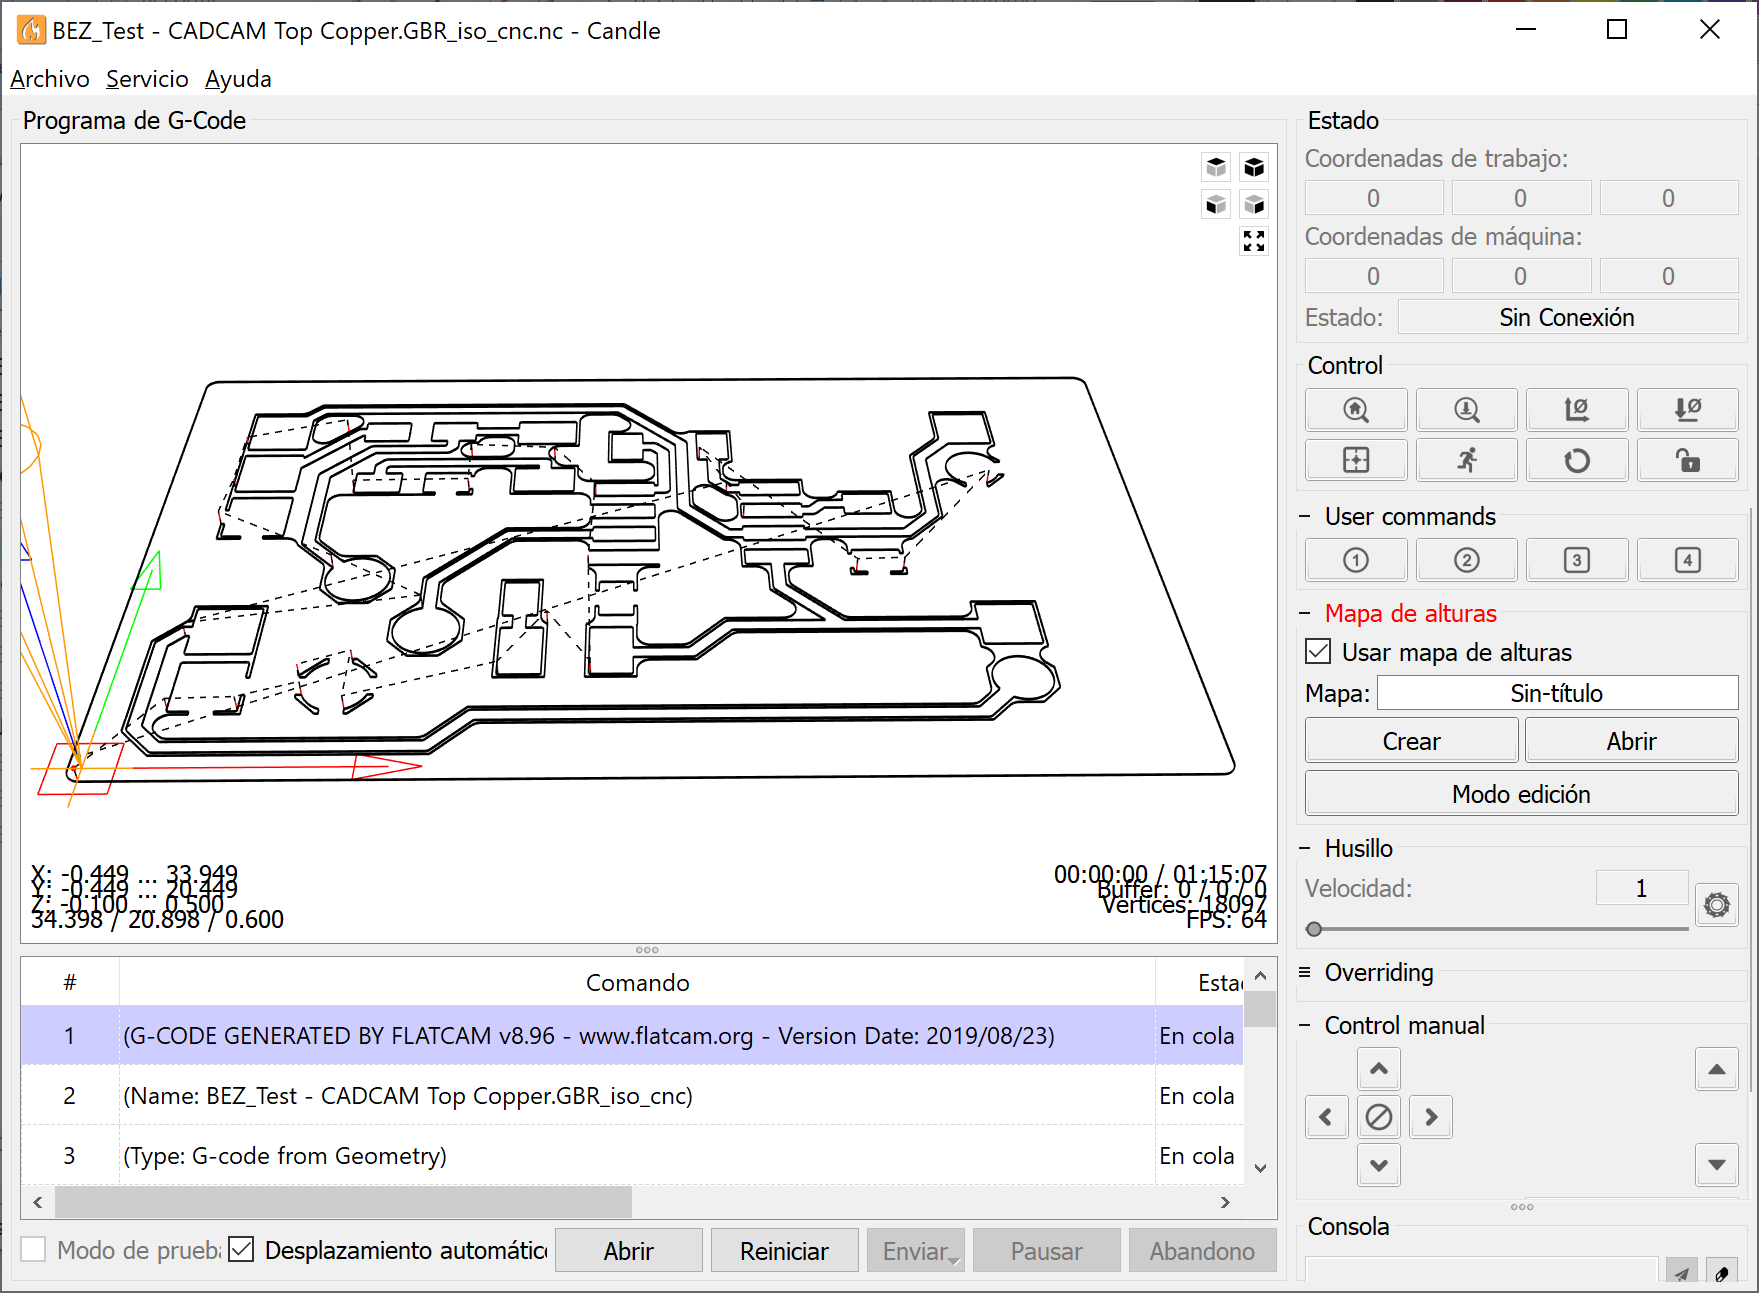 BEZ_Test - CADCAM Top Copper.GBR_iso_cnc.nc - Candle
Archivo Servicio Ayuda
Programa de G-Code
X: -0.449 ... 33.949
Y: -0.449 ... 20.449
Z: -0.100 ... 0.500
34.398 / 20.898 / 0.600
00:00:00 / 01:15:07
Buffer: 0 / 0 / 0
Vertices: 18097
FPS: 64
# Comando Esta
1 (G-CODE GENERATED BY FLATCAM v8.96 - www.flatcam.org - Version Date: 2019/08/23) En cola
2 (Name: BEZ_Test - CADCAM Top Copper.GBR_iso_cnc) En cola
3 (Type: G-code from Geometry) En cola
Modo de prueba Desplazamiento automático Abrir Reiniciar Enviar Pausar Abandono
Estado
Coordenadas de trabajo:
0 0 0
Coordenadas de máquina:
0 0 0
Estado: Sin Conexión
Control
User commands
1 2 3 4
Mapa de alturas
Usar mapa de alturas
Mapa: Sin-título
Crear Abrir
Modo edición
Husillo
Velocidad: 1
Overriding
Control manual
Consola